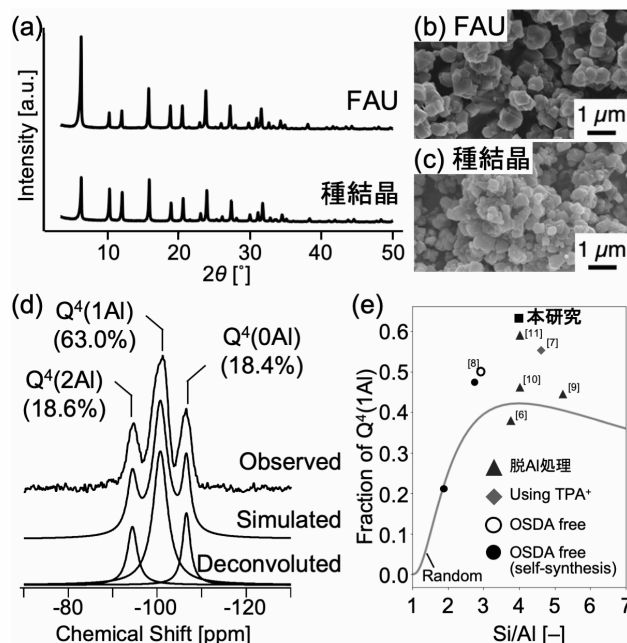 (a)
Intensity [a.u.]
FAU
種結晶
10 20 30 40 50
2θ [°]
(b) FAU
1 μm
(c) 種結晶
1 μm
(d)
Q⁴(1Al)
(63.0%)
Q⁴(0Al)
(18.4%)
Q⁴(2Al)
(18.6%)
Observed
Simulated
Deconvoluted
-80 -100 -120
Chemical Shift [ppm]
(e)
Fraction of Q⁴(1Al)
0.6
0.5
0.4
0.3
0.2
0.1
0.0
本研究
[11]
[7]
[8]
[10]
[9]
[6]
脱Al処理
Using TPA⁺
OSDA free
OSDA free
(self-synthesis)
Random
1 2 3 4 5 6 7
Si/Al [–]